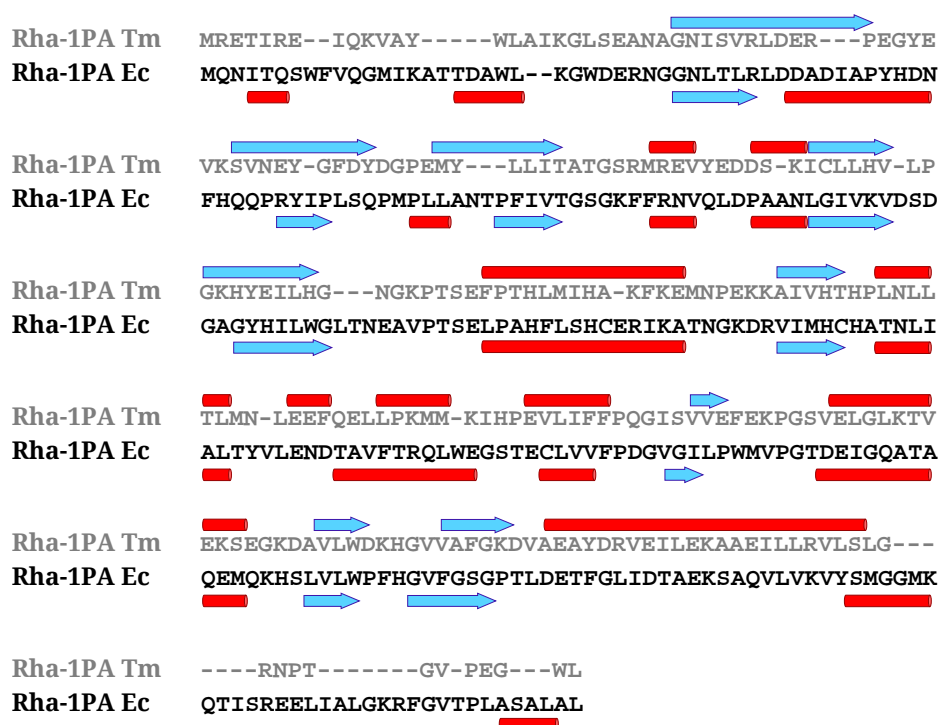 Rha-1PA Tm MRETIRE--IQKVAY-----WLAIKGLSEANAGNISVRLDER---PEGYE
Rha-1PA Ec MQNITQSWFVQGMIKATTDAWL--KGWDERNGGNLTLRLDDADIAPYHDN
Rha-1PA Tm VKSVNEY-GFDYDGPEMY---LLITATGSRMREVYEDDS-KICLLHV-LP
Rha-1PA Ec FHQQPRYIPLSQPMPLLANTPFIVTGSGKFFRNVQLDPAANLGIVKVDSD
Rha-1PA Tm GKHYEILHG---NGKPTSEFPTHLMIHA-KFKEMNPEKKAIVHTHPLNLL
Rha-1PA Ec GAGYHILWGLTNEAVPTSELPAHFLSHCERIKATNGKDRVIMHCHATNLI
Rha-1PA Tm TLMN-LEEFQELLPKMM-KIHPEVLIFFPQGISVVEFEKPGSVELGLKTV
Rha-1PA Ec ALTYVLENDTAVFTRQLWEGSTECLVVFPDGVGILPWMVPGTDEIGQATA
Rha-1PA Tm EKSEGKDAVLWDKHGVVAFGKDVAEAYDRVEILEKAAEILLRVLSLG---
Rha-1PA Ec QEMQKHSLVLWPFHGVFGSGPTLDETFGLIDTAEKSAQVLVKVYSMGGMK
Rha-1PA Tm ----RNPT-------GV-PEG---WL
Rha-1PA Ec QTISREELIALGKRFGVTPLASALAL